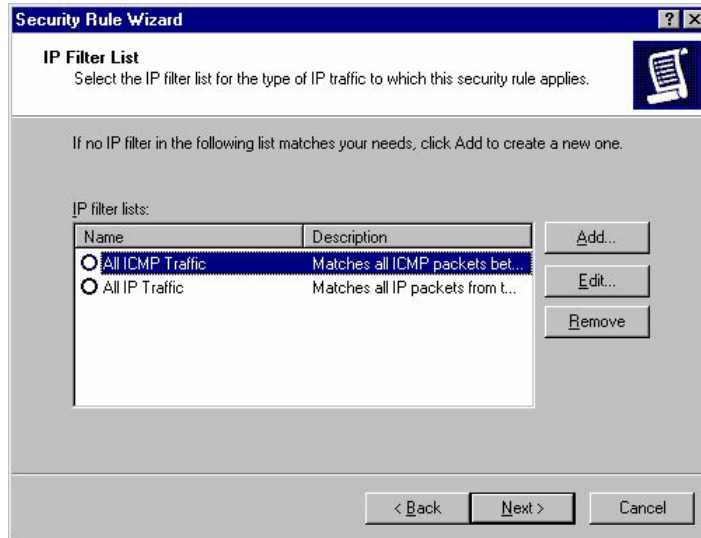 Security Rule Wizard
IP Filter List
Select the IP filter list for the type of IP traffic to which this security rule applies.
If no IP filter in the following list matches your needs, click Add to create a new one.
IP filter lists:
Name Description
All ICMP Traffic Matches all ICMP packets bet...
All IP Traffic Matches all IP packets from t...
Add...
Edit...
Remove
< Back Next > Cancel